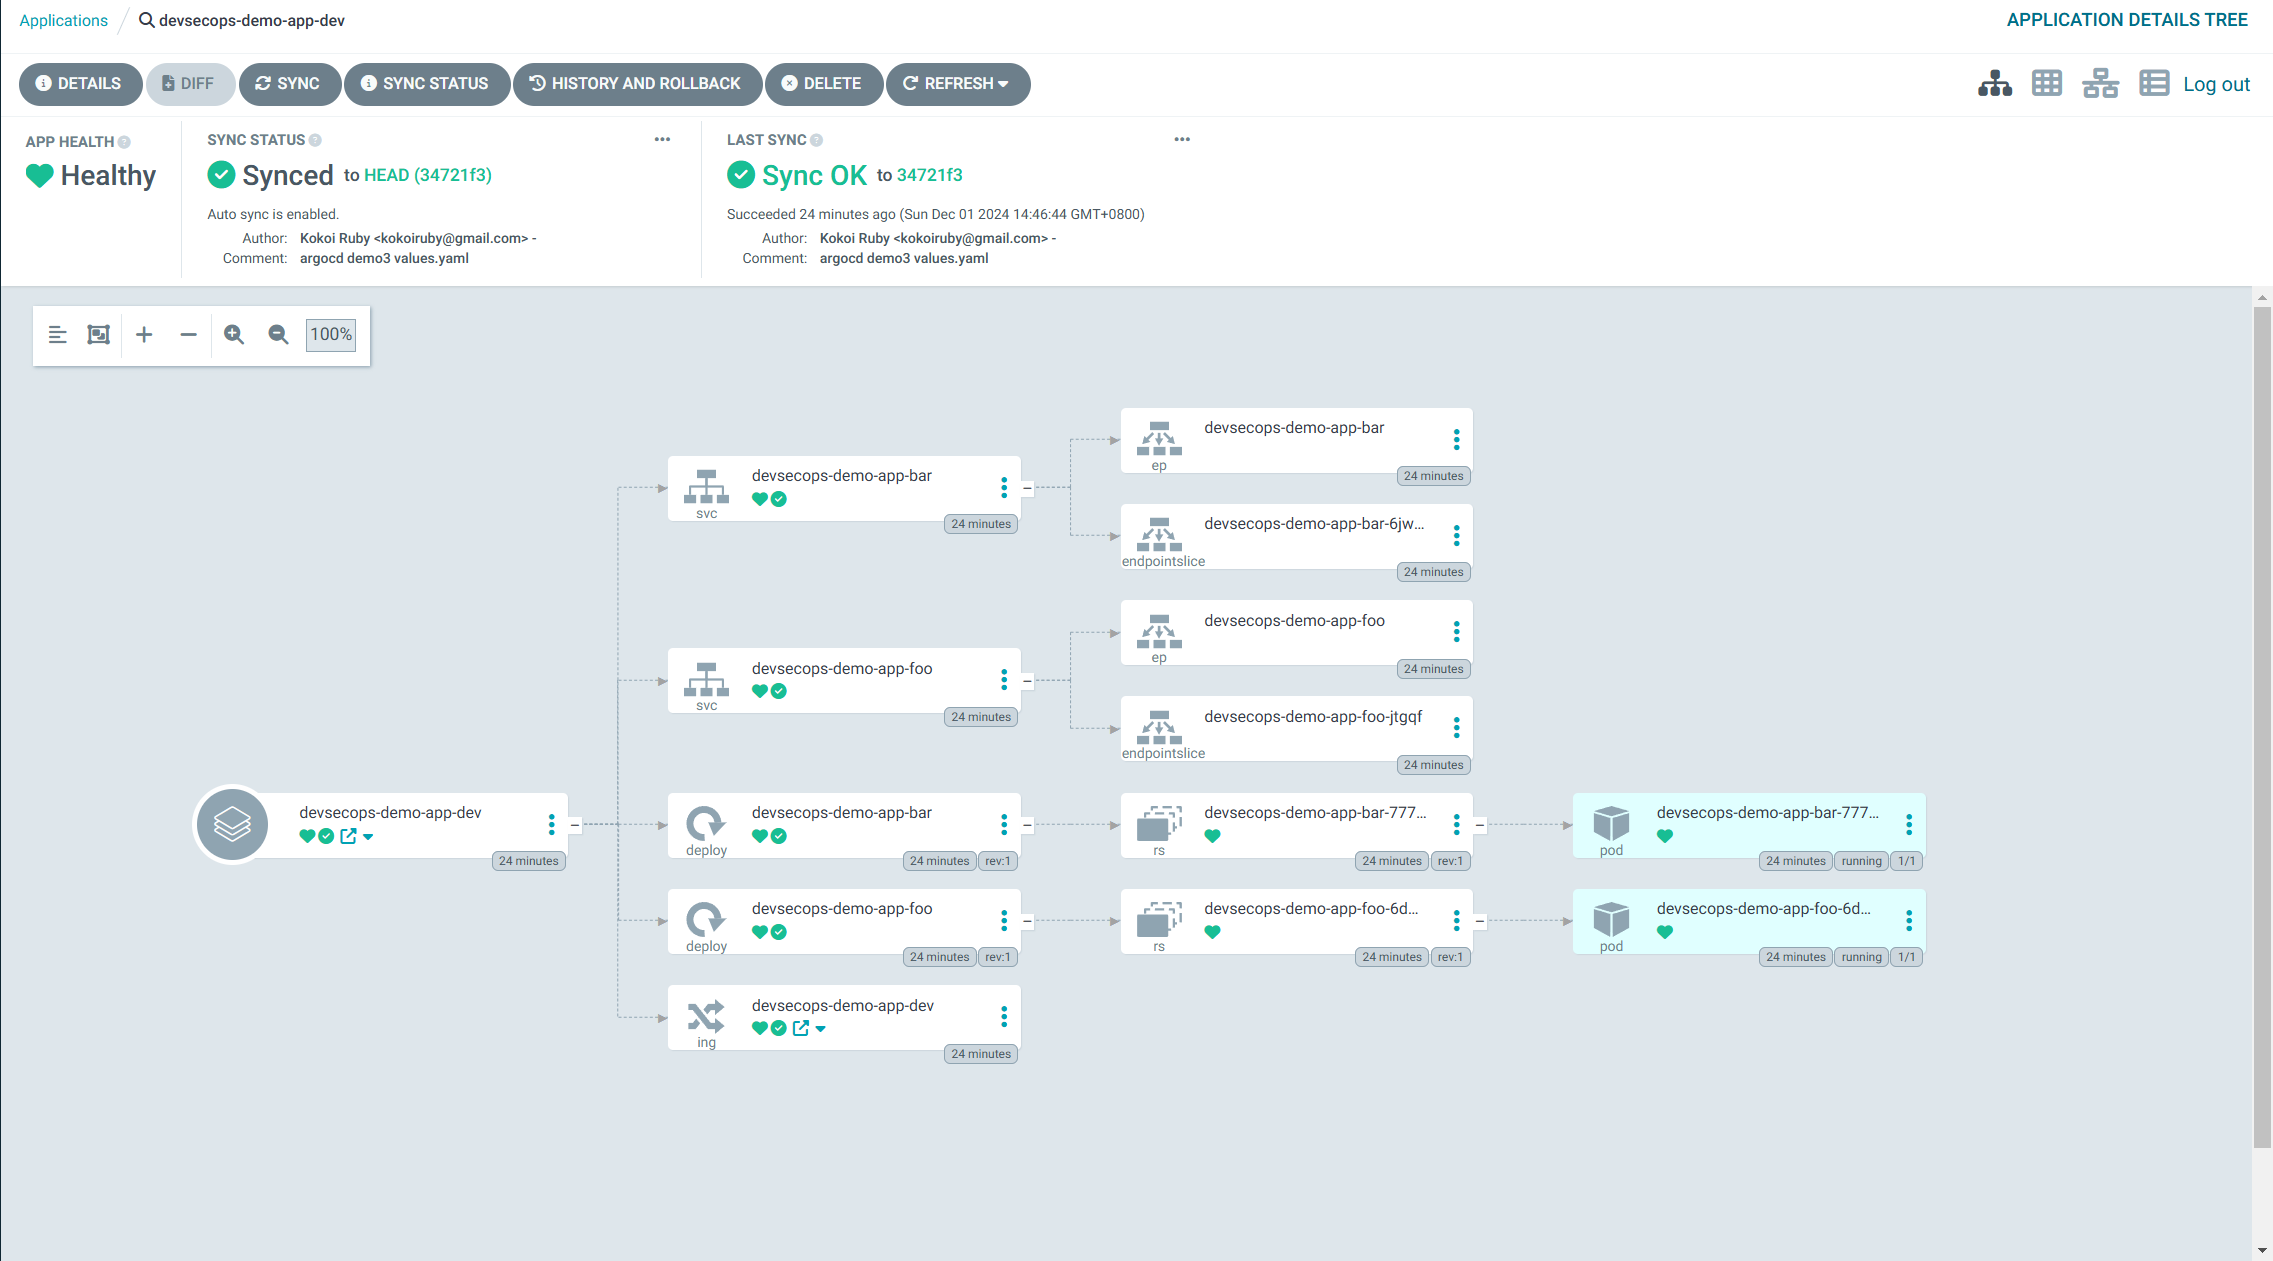 Applications
devsecops-demo-app-dev
APPLICATION DETAILS TREE
DETAILS
DIFF
SYNC
SYNC STATUS
HISTORY AND ROLLBACK
DELETE
REFRESH
Log out
APP HEALTH
Healthy
SYNC STATUS
Synced to HEAD (34721f3)
Auto sync is enabled.
Author: Kokoi Ruby <kokoiruby@gmail.com> -
Comment: argocd demo3 values.yaml
LAST SYNC
Sync OK to 34721f3
Succeeded 24 minutes ago (Sun Dec 01 2024 14:46:44 GMT+0800)
Author: Kokoi Ruby <kokoiruby@gmail.com> -
Comment: argocd demo3 values.yaml
100%
devsecops-demo-app-bar
ep
24 minutes
devsecops-demo-app-bar
svc
24 minutes
devsecops-demo-app-bar-6jw...
endpointslice
24 minutes
devsecops-demo-app-foo
ep
24 minutes
devsecops-demo-app-foo
svc
24 minutes
devsecops-demo-app-foo-jtgqf
endpointslice
24 minutes
devsecops-demo-app-dev
24 minutes
devsecops-demo-app-bar
deploy
24 minutes rev:1
devsecops-demo-app-bar-777...
rs
24 minutes rev:1
devsecops-demo-app-bar-777...
pod
24 minutes running 1/1
devsecops-demo-app-foo
deploy
24 minutes rev:1
devsecops-demo-app-foo-6d...
rs
24 minutes rev:1
devsecops-demo-app-foo-6d...
pod
24 minutes running 1/1
devsecops-demo-app-dev
ing
24 minutes